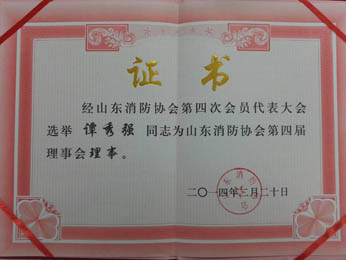 证书
经山东消防协会第四次会员代表大会
选举 谭秀强 同志为山东消防协会第四届
理事会理事。
二〇一四年三月二十日